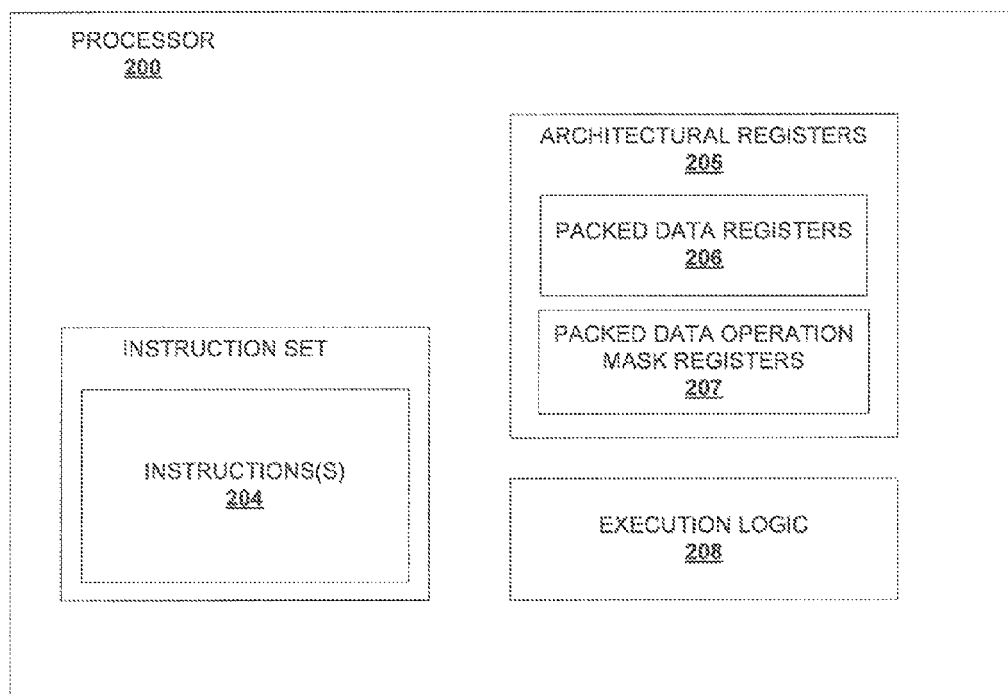 PROCESSOR
200
ARCHITECTURAL REGISTERS
205
PACKED DATA REGISTERS
206
PACKED DATA OPERATION
MASK REGISTERS
207
INSTRUCTION SET
INSTRUCTIONS(S)
204
EXECUTION LOGIC
208